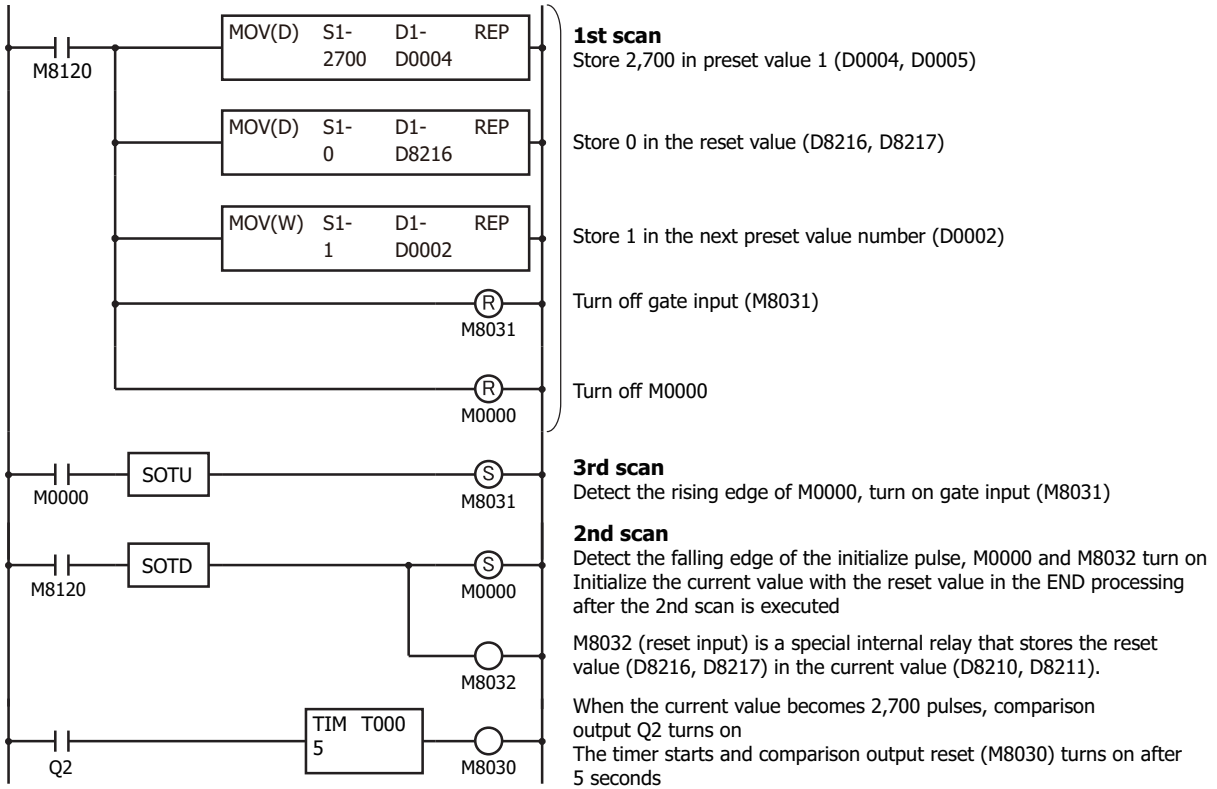 MOV(D) S1- D1- REP
2700 D0004
M8120
1st scan
Store 2,700 in preset value 1 (D0004, D0005)
MOV(D) S1- D1- REP
0 D8216
Store 0 in the reset value (D8216, D8217)
MOV(W) S1- D1- REP
1 D0002
Store 1 in the next preset value number (D0002)
R
M8031
Turn off gate input (M8031)
R
M0000
Turn off M0000
M0000
SOTU
S
M8031
3rd scan
Detect the rising edge of M0000, turn on gate input (M8031)
M8120
SOTD
S
M0000
2nd scan
Detect the falling edge of the initialize pulse, M0000 and M8032 turn on
Initialize the current value with the reset value in the END processing
after the 2nd scan is executed
M8032
M8032 (reset input) is a special internal relay that stores the reset
value (D8216, D8217) in the current value (D8210, D8211).
Q2
TIM T000
5
M8030
When the current value becomes 2,700 pulses, comparison
output Q2 turns on
The timer starts and comparison output reset (M8030) turns on after
5 seconds